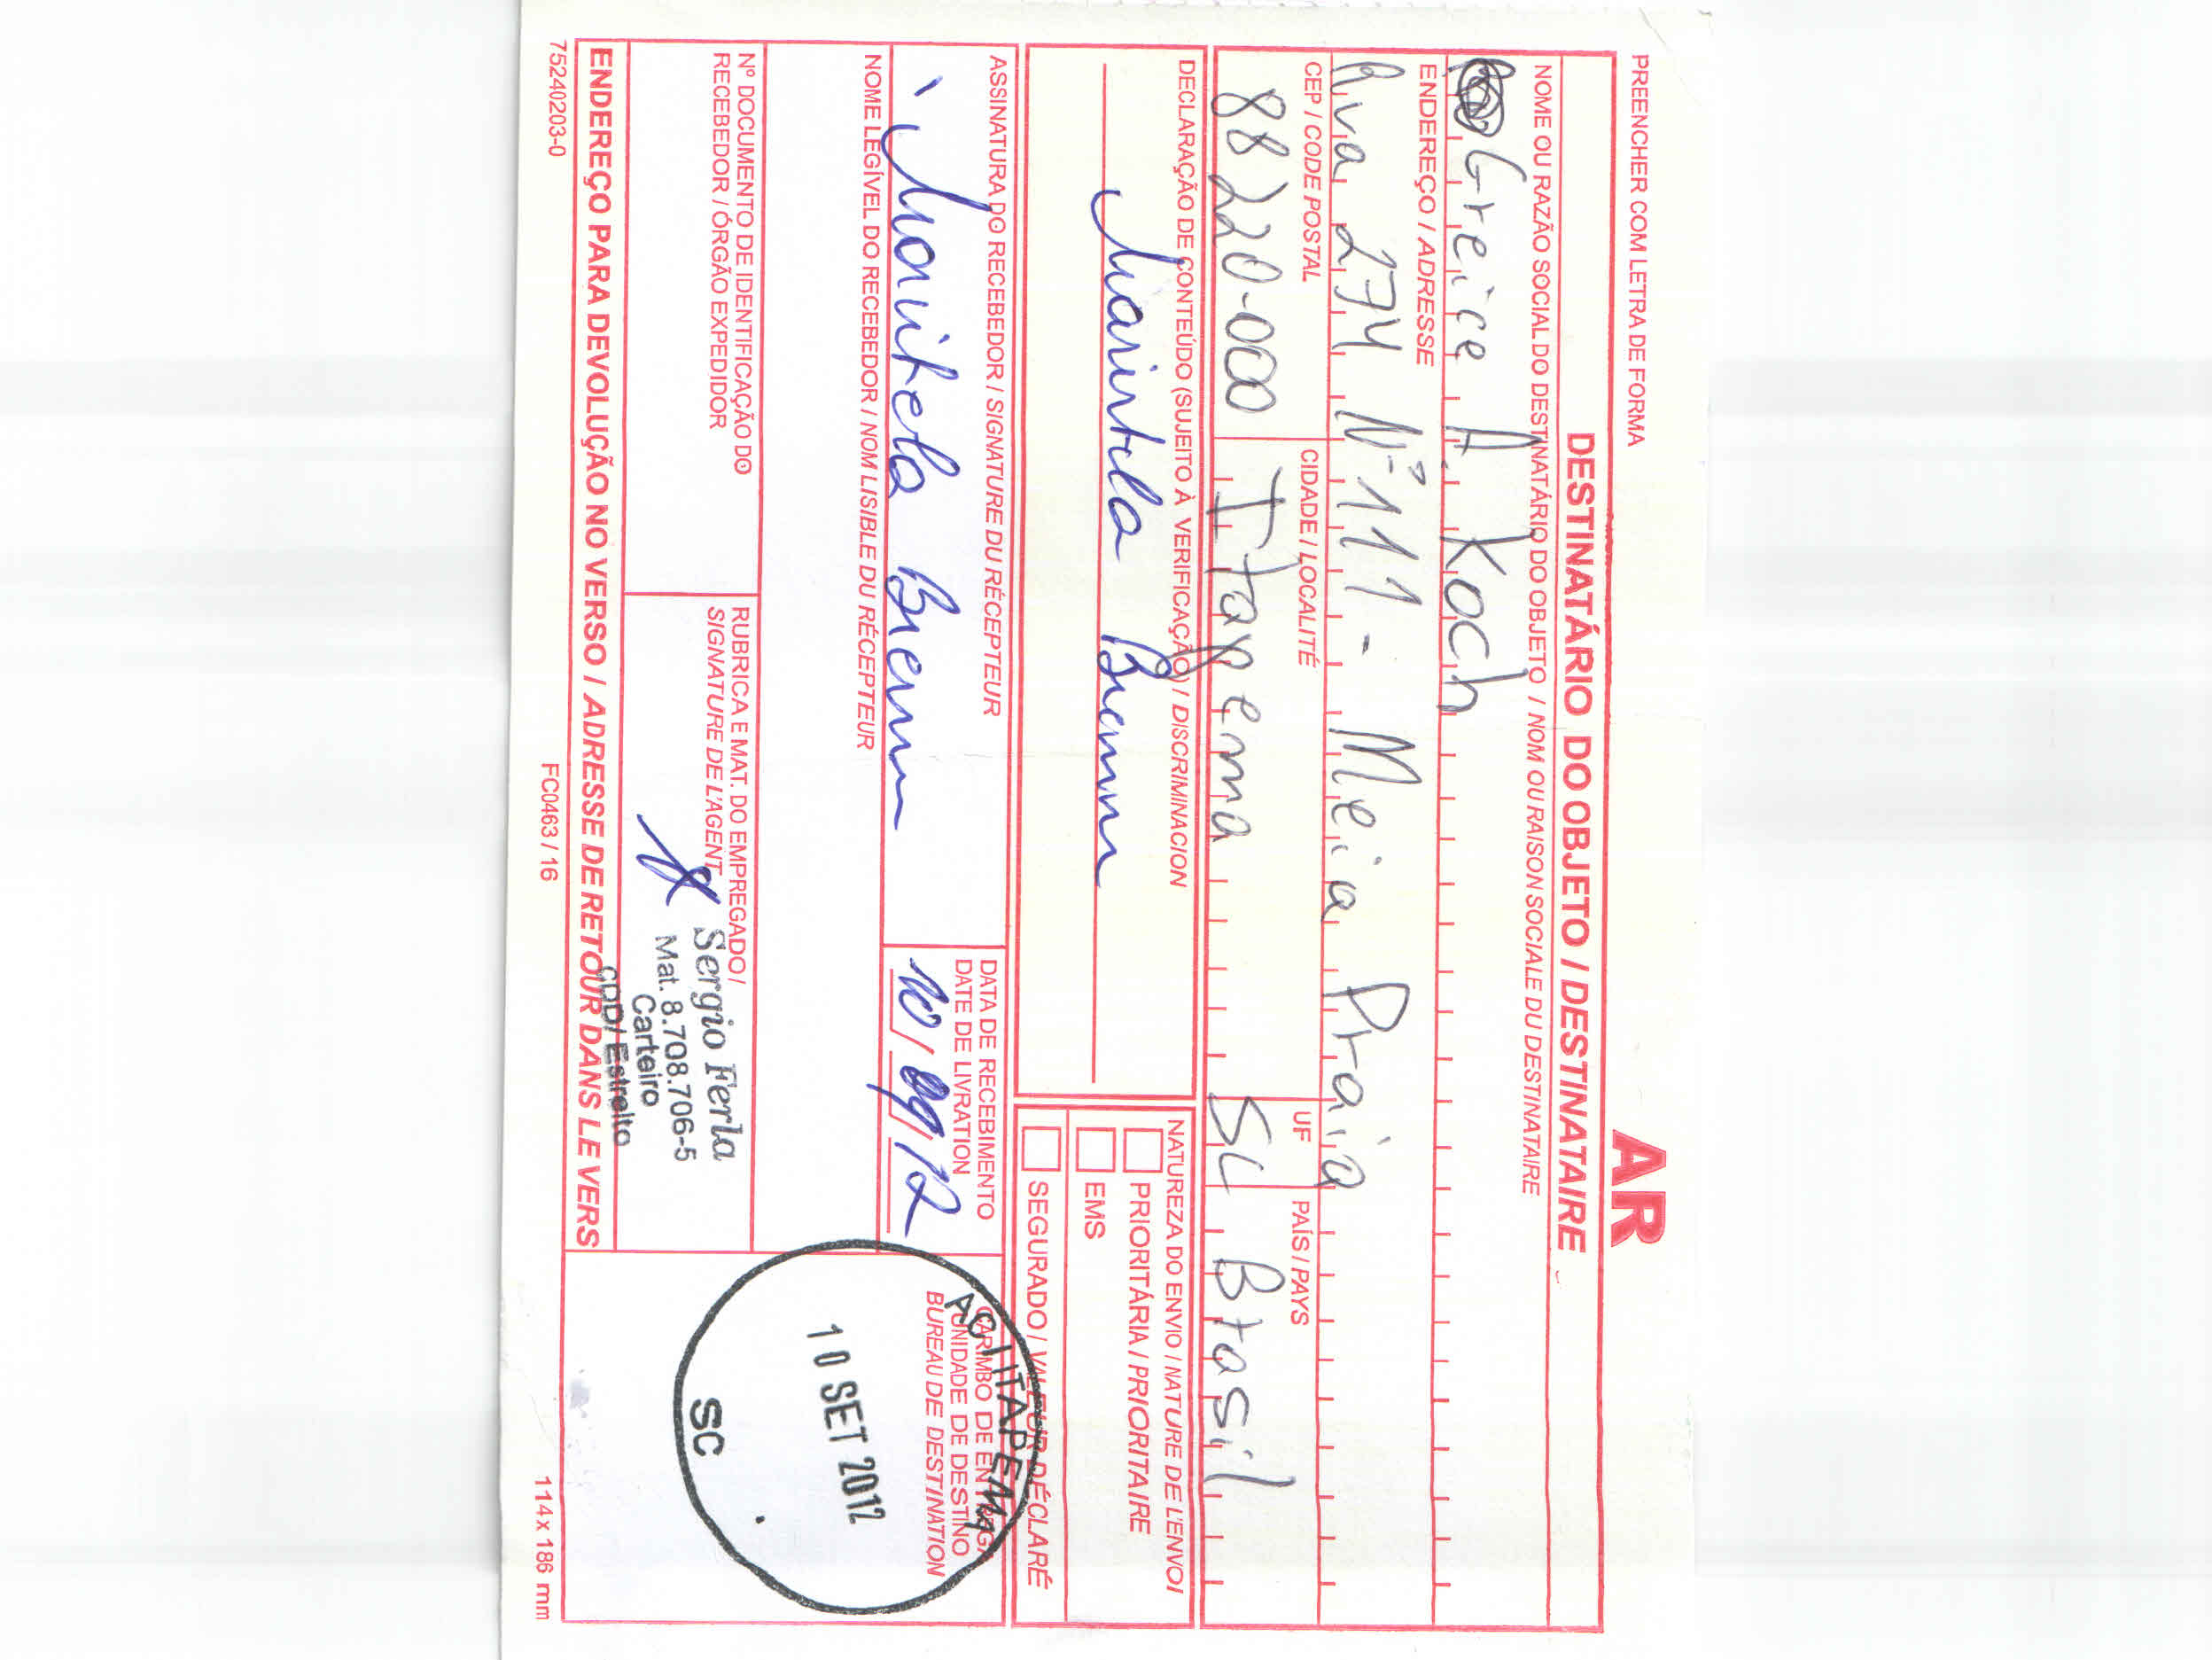 PREENCHER COM LETRA DE FORMA
AR
DESTINATÁRIO DO OBJETO / DESTINATAIRE
NOME OU RAZÃO SOCIAL DO DESTINATÁRIO DO OBJETO / NOM OU RAISON SOCIALE DU DESTINATAIRE
Greice A. Koch
ENDEREÇO / ADRESSE
Rua 274 Nº 111 - Meia Praia
CEP / CODE POSTAL
CIDADE / LOCALITÉ
UF
PAÍS / PAYS
88220-000 Itapema SC Brasil
DECLARAÇÃO DE CONTEÚDO (SUJEITO À VERIFICAÇÃO) / DISCRIMINACION
NATUREZA DO ENVIO / NATURE DE L'ENVOI
PRIORITÁRIA / PRIORITAIRE
EMS
SEGURADO / VALEUR DÉCLARÉ
ASSINATURA DO RECEBEDOR / SIGNATURE DU RÉCEPTEUR
DATA DE RECEBIMENTO
DATE DE LIVRATION
10/09/12
CARIMBO DE ENTREGA
UNIDADE DE DESTINO
BUREAU DE DESTINATION
AC ITAPEMA
10 SET 2012
SC
NOME LEGÍVEL DO RECEBEDOR / NOM LISIBLE DU RÉCEPTEUR
Nº DOCUMENTO DE IDENTIFICAÇÃO DO
RECEBEDOR / ÓRGÃO EXPEDIDOR
RUBRICA E MAT. DO EMPREGADO /
SIGNATURE DE L'AGENT
Sergio Ferla
Mat. 8.708.706-5
Carteiro
CDD/ Estreito
ENDEREÇO PARA DEVOLUÇÃO NO VERSO / ADRESSE DE RETOUR DANS LE VERS
75240203-0
FC0463 / 16
114 x 186 mm